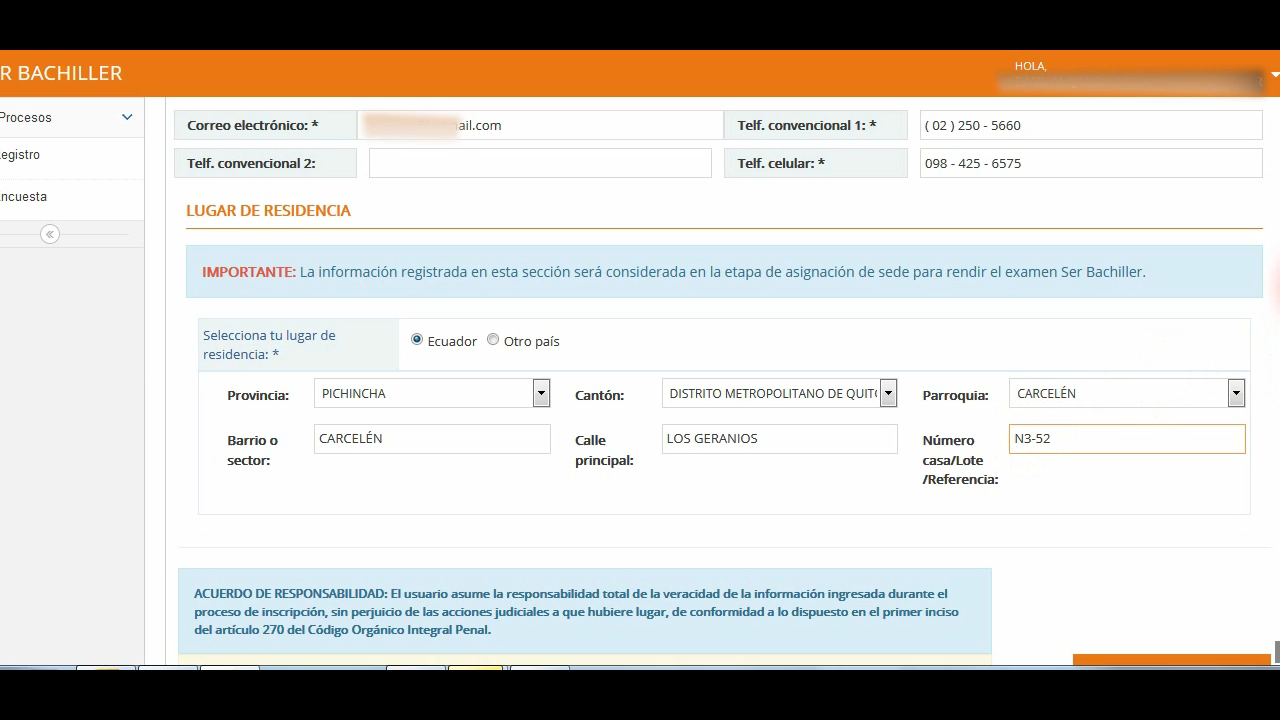 R BACHILLER
HOLA,
Procesos
egistro
ncuesta
Correo electrónico: * ail.com Telf. convencional 1: * ( 02 ) 250 - 5660
Telf. convencional 2: Telf. celular: * 098 - 425 - 6575
LUGAR DE RESIDENCIA
IMPORTANTE: La información registrada en esta sección será considerada en la etapa de asignación de sede para rendir el examen Ser Bachiller.
Selecciona tu lugar de
residencia: *
Ecuador Otro país
Provincia: PICHINCHA Cantón: DISTRITO METROPOLITANO DE QUIT Parroquia: CARCELÉN
Barrio o
sector:
CARCELÉN
Calle
principal:
LOS GERANIOS
Número
casa/Lote
/Referencia:
N3-52
ACUERDO DE RESPONSABILIDAD: El usuario asume la responsabilidad total de la veracidad de la información ingresada durante el
proceso de inscripción, sin perjuicio de las acciones judiciales a que hubiere lugar, de conformidad a lo dispuesto en el primer inciso
del artículo 270 del Código Orgánico Integral Penal.